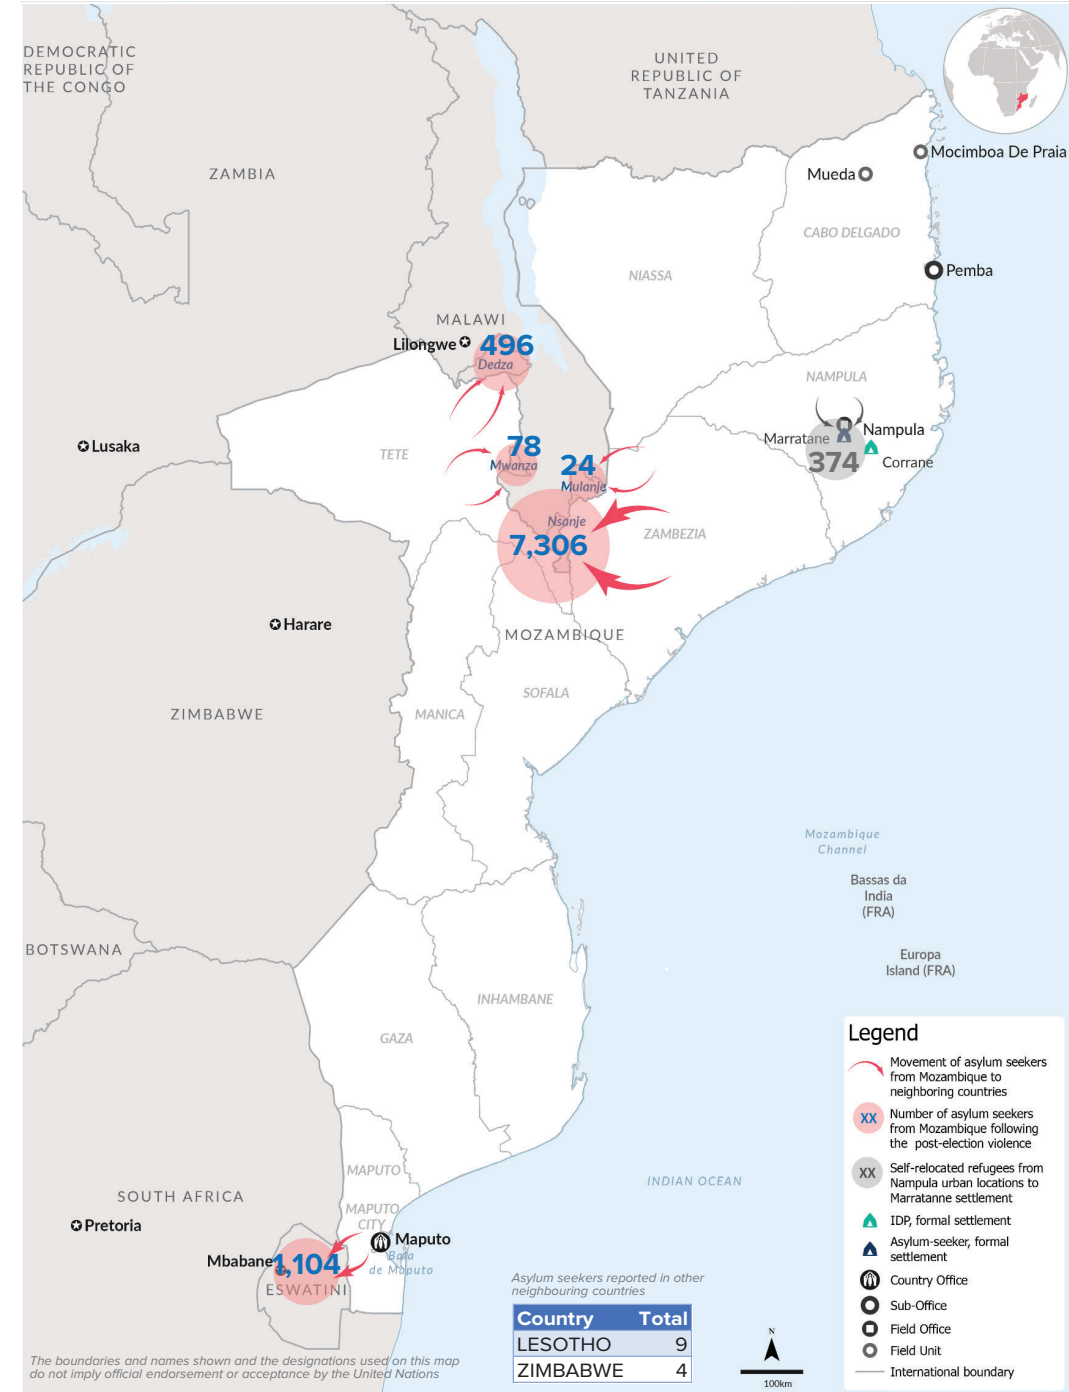 DEMOCRATIC
REPUBLIC OF
THE CONGO
UNITED
REPUBLIC OF
TANZANIA
ZAMBIA
Mocimboa De Praia
Mueda
CABO DELGADO
NIASSA
Pemba
MALAWI
Lilongwe
496
Dedza
NAMPULA
Lusaka
TETE
78
Mwanza
24
Mulanje
Marratane
Nampula
374
Corrane
Nsanje
7,306
ZAMBEZIA
Harare
MOZAMBIQUE
SOFALA
MANICA
ZIMBABWE
Mozambique
Channel
Bassas da
India
(FRA)
Europa
Island (FRA)
BOTSWANA
INHAMBANE
GAZA
MAPUTO
MAPUTO
CITY
INDIAN OCEAN
SOUTH AFRICA
Pretoria
Maputo
Baia
de Maputo
Mbabane
1,104
ESWATINI
Legend
Movement of asylum seekers
from Mozambique to
neighboring countries
XX
Number of asylum seekers
from Mozambique following
the post-election violence
XX
Self-relocated refugees from
Nampula urban locations to
Marratanne settlement
IDP, formal settlement
Asylum-seeker, formal
settlement
Country Office
Sub-Office
Field Office
Field Unit
International boundary
Asylum seekers reported in other
neighbouring countries
Country Total
LESOTHO 9
ZIMBABWE 4
N
100km
The boundaries and names shown and the designations used on this map
do not imply official endorsement or acceptance by the United Nations